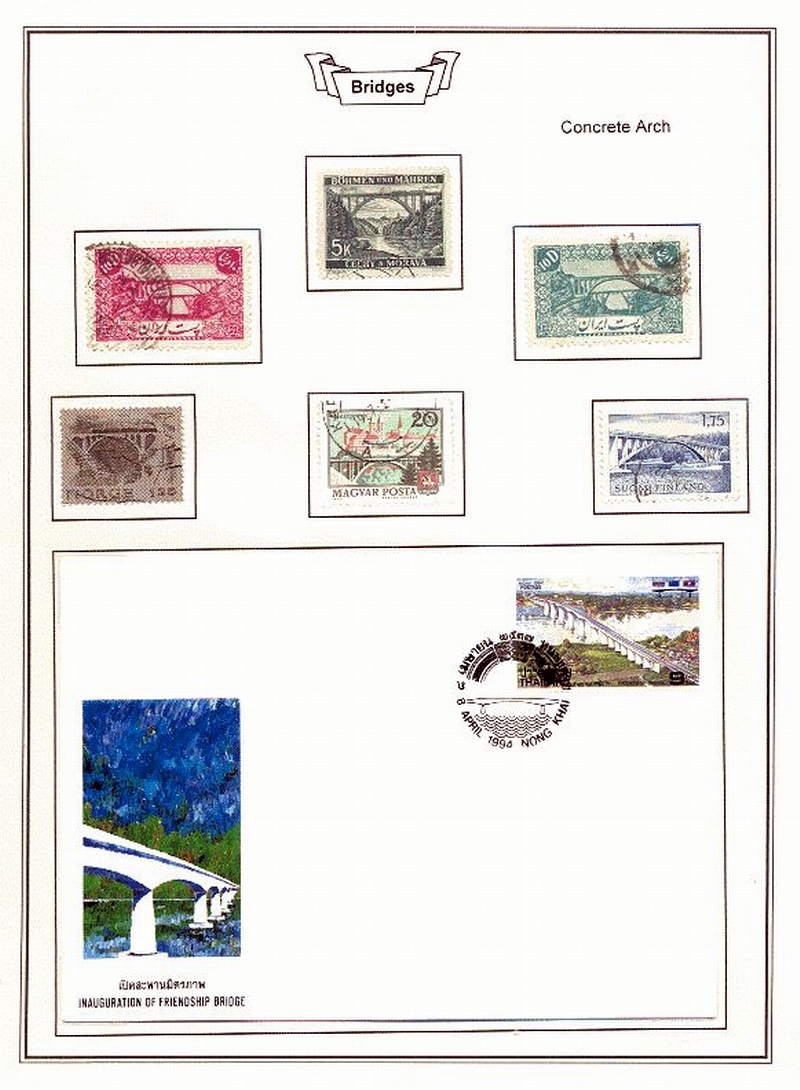 Bridges
Concrete Arch
BÖHMEN UND MÄHREN
5K
ČECHY A MORAVA
10D
پست ایران
10D
پست ایران
NORGE
20
MAGYAR POSTA
1,75
SUOMI FINLAND
THAILAND
9
8 APRIL 1994 NONG KHAI
เปิดสะพานมิตรภาพ
INAUGURATION OF FRIENDSHIP BRIDGE